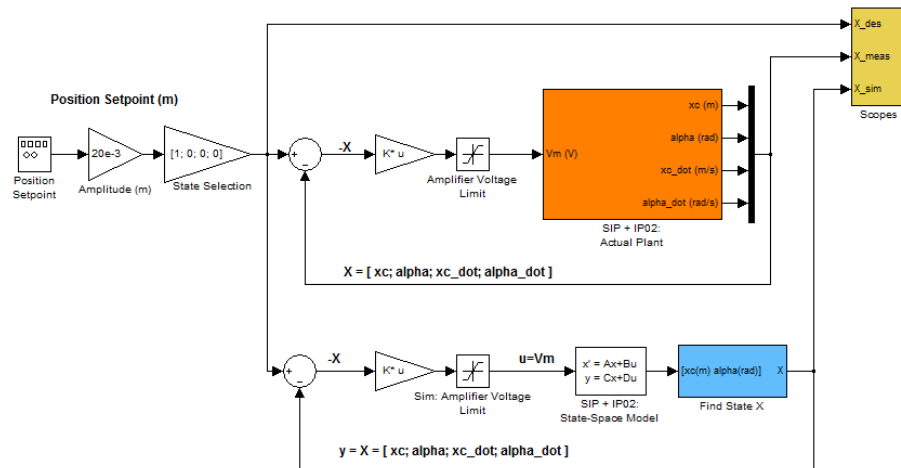 X_des
X_meas
X_sim
Scopes
Position Setpoint (m)
Position
Setpoint
20e-3
Amplitude (m)
[1; 0; 0; 0]
State Selection
+
-
-X
K* u
Amplifier Voltage
Limit
Vm (V)
xc (m)
alpha (rad)
xc_dot (m/s)
alpha_dot (rad/s)
SIP + IP02:
Actual Plant
X = [ xc; alpha; xc_dot; alpha_dot ]
+
-
-X
K* u
Sim: Amplifier Voltage
Limit
u=Vm
x' = Ax+Bu
y = Cx+Du
SIP + IP02:
State-Space Model
[xc(m) alpha(rad)]
X
Find State X
y = X = [ xc; alpha; xc_dot; alpha_dot ]